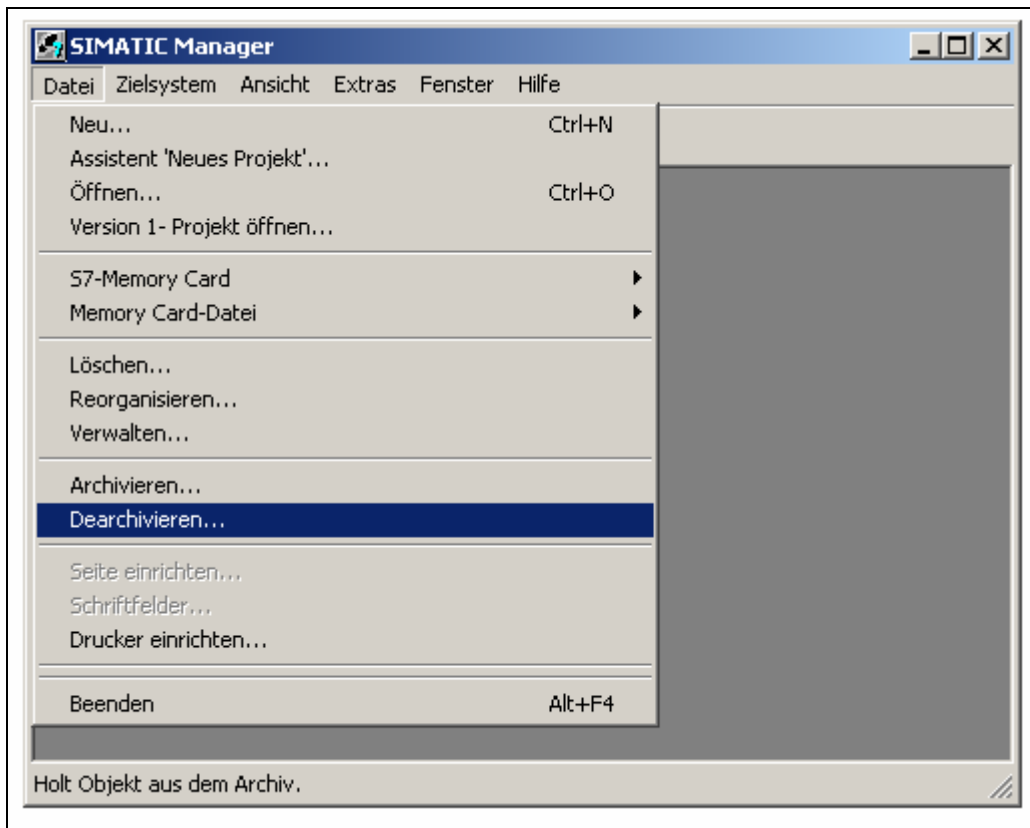 SIMATIC Manager
Datei Zielsystem Ansicht Extras Fenster Hilfe
Neu... Ctrl+N
Assistent 'Neues Projekt'...
Öffnen... Ctrl+O
Version 1- Projekt öffnen...
S7-Memory Card
Memory Card-Datei
Löschen...
Reorganisieren...
Verwalten...
Archivieren...
Dearchivieren...
Seite einrichten...
Schriftfelder...
Drucker einrichten...
Beenden Alt+F4
Holt Objekt aus dem Archiv.